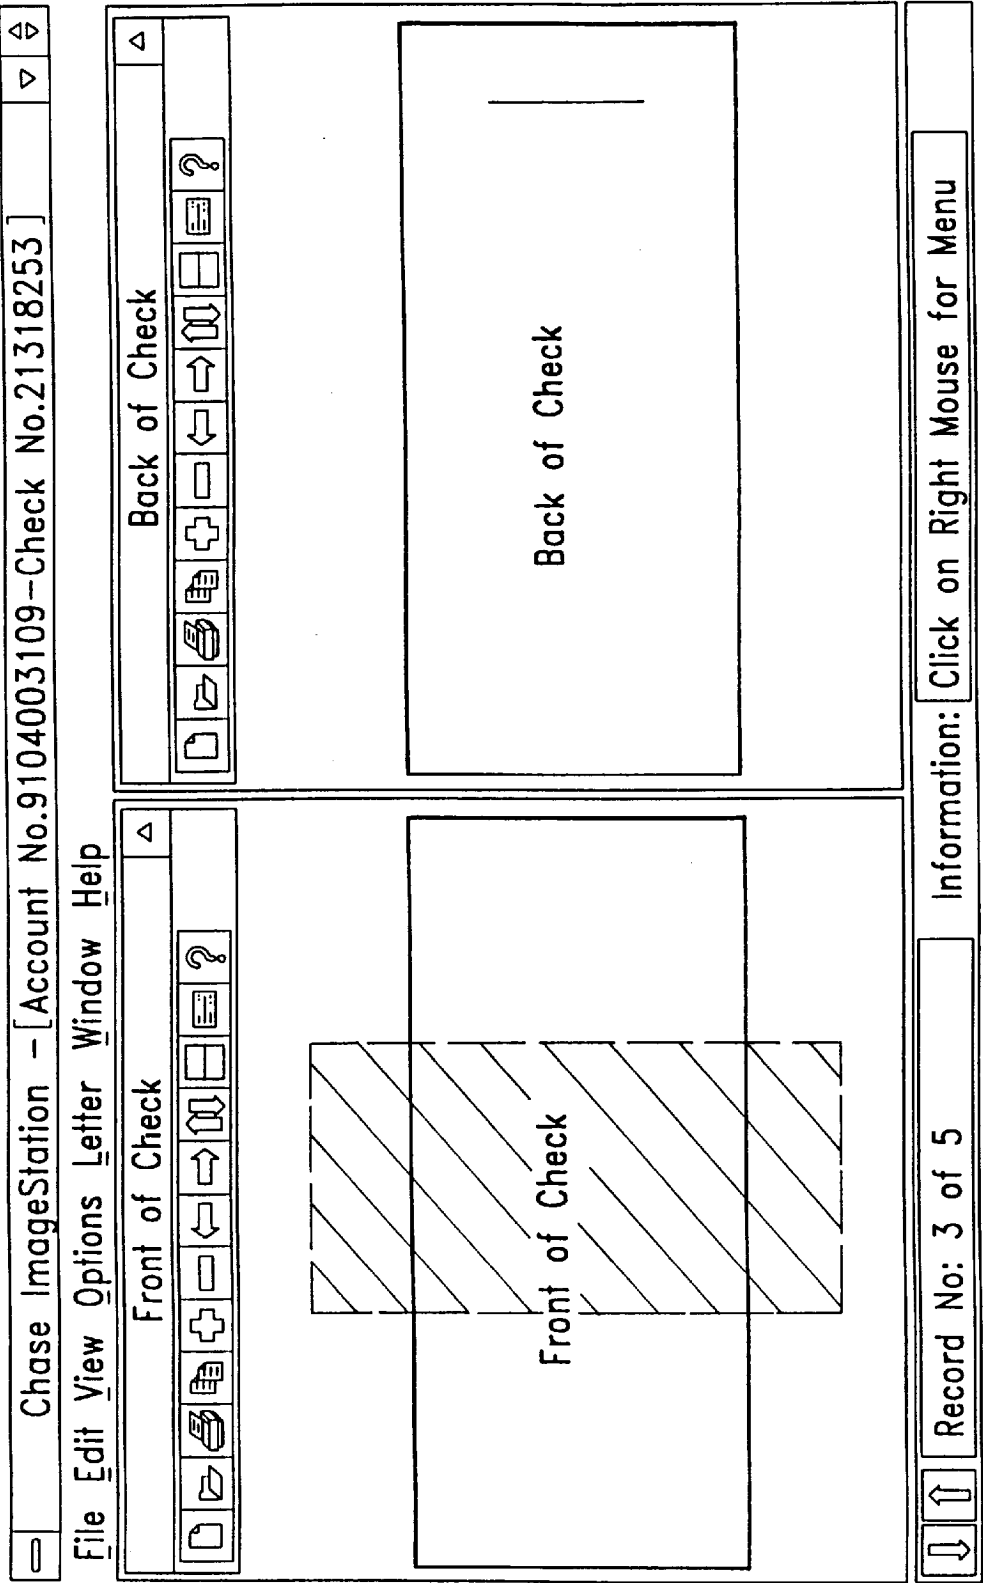 Chase ImageStation -[Account No.9104003109-Check No.21318253]
File Edit View Options Letter Window Help
Front of Check
?
Front of Check
Back of Check
?
Back of Check
Record No: 3 of 5
Information: Click on Right Mouse for Menu